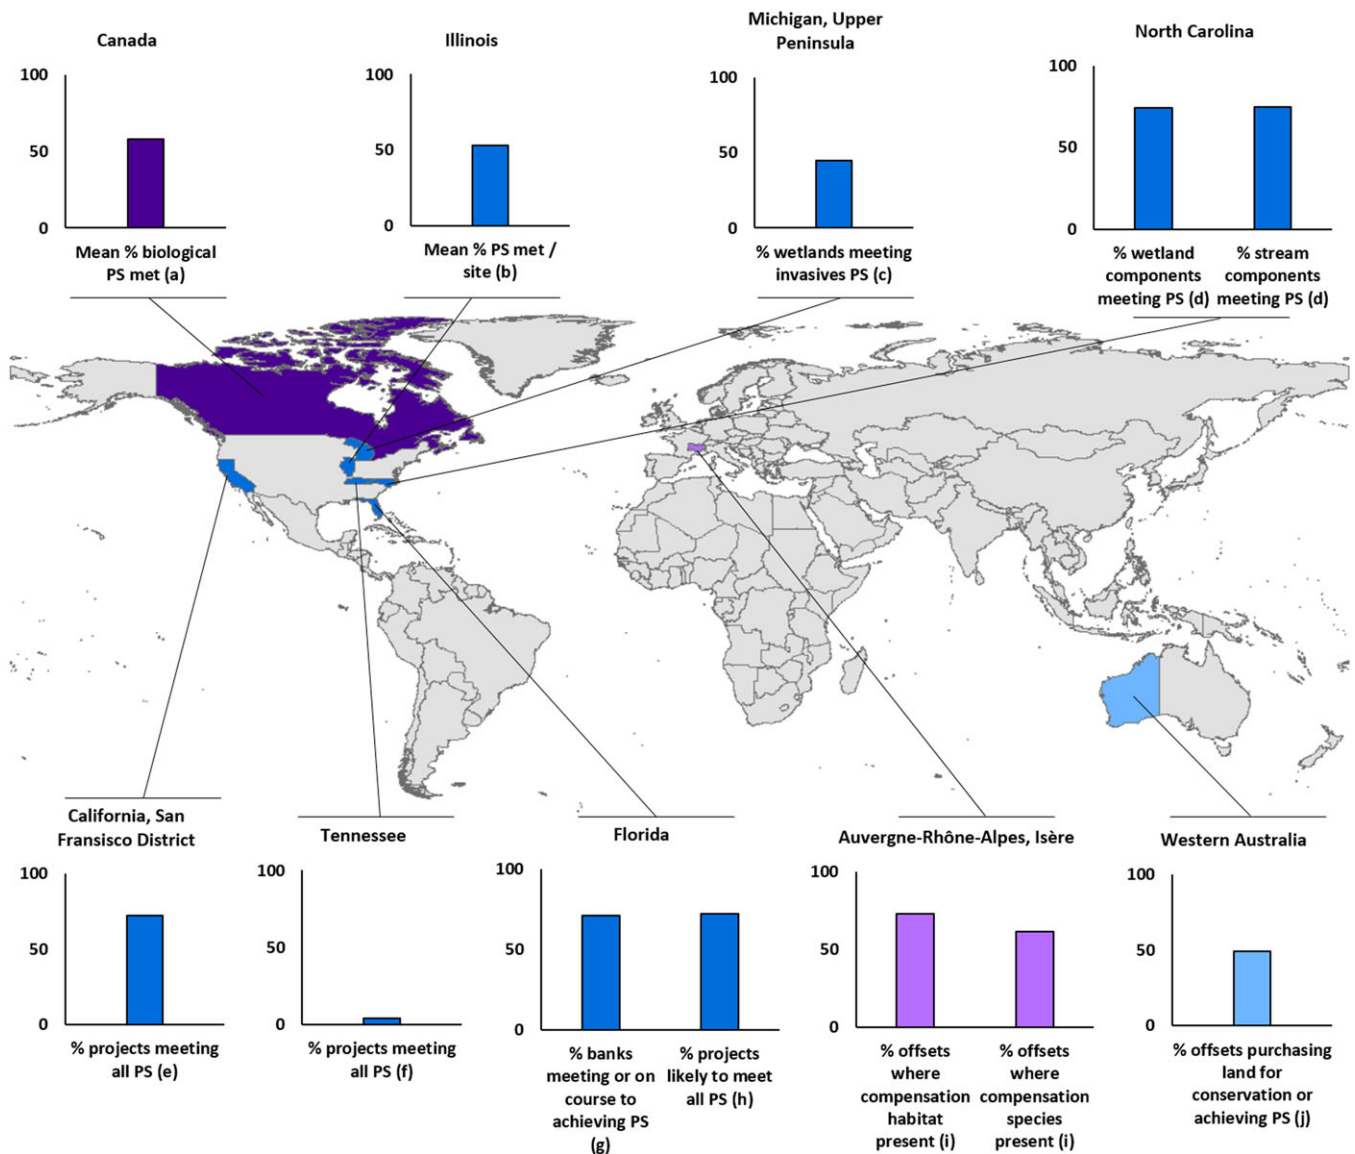 Canada
100
50
0
Mean % biological
PS met (a)
Illinois
100
50
0
Mean % PS met /
site (b)
Michigan, Upper
Peninsula
100
50
0
% wetlands meeting
invasives PS (c)
North Carolina
100
50
0
% wetland
components
meeting PS (d)
% stream
components
meeting PS (d)
California, San
Fransisco District
100
50
0
% projects meeting
all PS (e)
Tennessee
100
50
0
% projects meeting
all PS (f)
Florida
100
50
0
% banks
meeting or on
course to
achieving PS
(g)
% projects
likely to meet
all PS (h)
Auvergne-Rhône-Alpes, Isère
100
50
0
% offsets
where
compensation
habitat
present (i)
% offsets
where
compensation
species
present (i)
Western Australia
100
50
0
% offsets purchasing
land for
conservation or
achieving PS (j)